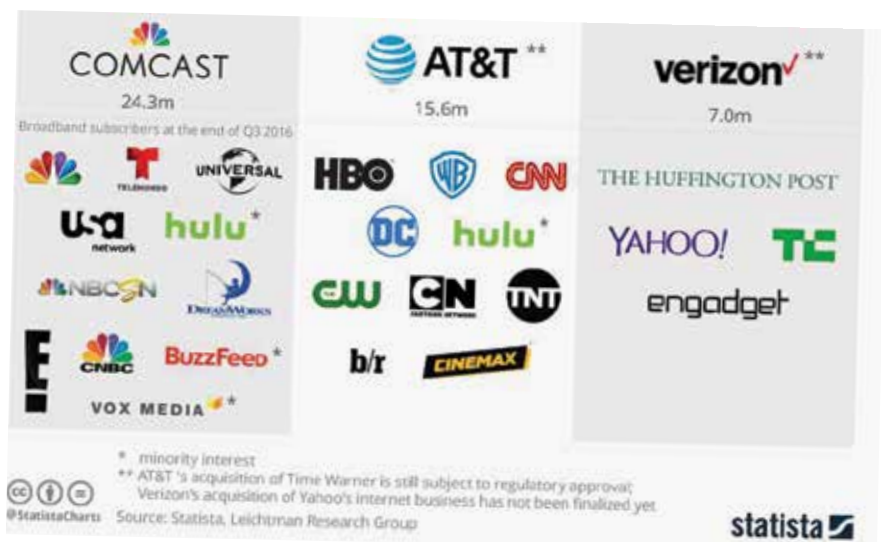 COMCAST
24.3m
Broadband subscribers at the end of Q3 2016
TELEMUNDO
UNIVERSAL
usa
network
hulu*
NBCSN
DREAMWORKS
E!
CNBC
BuzzFeed*
VOX MEDIA*
AT&T**
15.6m
HBO
WB
CNN
DC
hulu*
CW
CN
CARTOON NETWORK
TNT
b/r
CINEMAX
verizon✓**
7.0m
THE HUFFINGTON POST
YAHOO!
TC
engadget
* minority interest
** AT&T 's acquisition of Time Warner is still subject to regulatory approval;
Verizon's acquisition of Yahoo's internet business has not been finalized yet
cc
@StatistaCharts
Source: Statista, Leichtman Research Group
statista